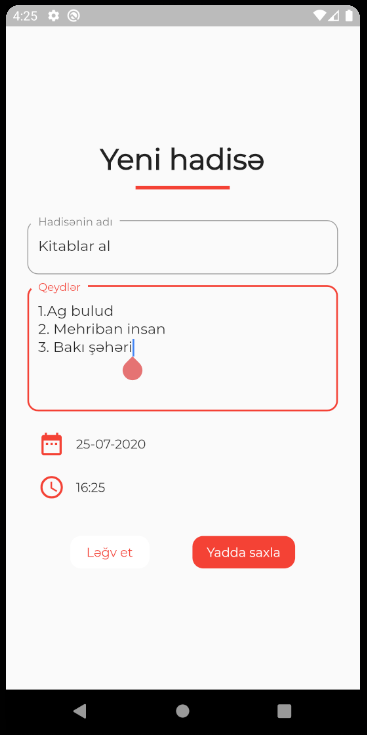 4:25
Yeni hadisə
Hadisənin adı
Kitablar al
Qeydlər
1.Ag bulud
2. Mehriban insan
3. Bakı şəhəri
25-07-2020
16:25
Ləğv et
Yadda saxla